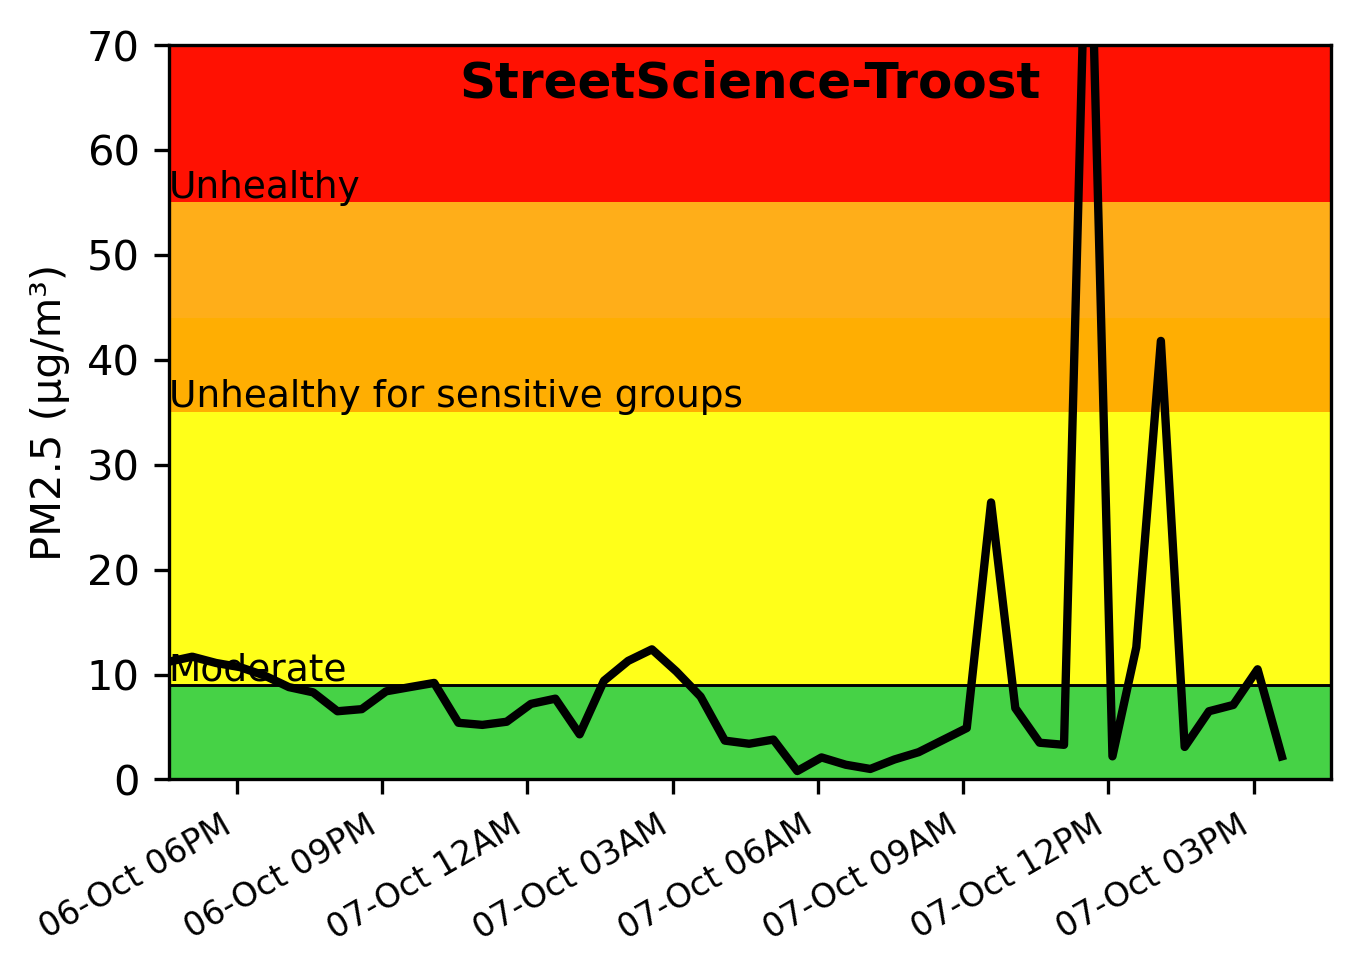 StreetScience-Troost
PM2.5 (µg/m³)
70
60
50
40
30
20
10
0
Unhealthy
Unhealthy for sensitive groups
Moderate
06-Oct 06PM
06-Oct 09PM
07-Oct 12AM
07-Oct 03AM
07-Oct 06AM
07-Oct 09AM
07-Oct 12PM
07-Oct 03PM